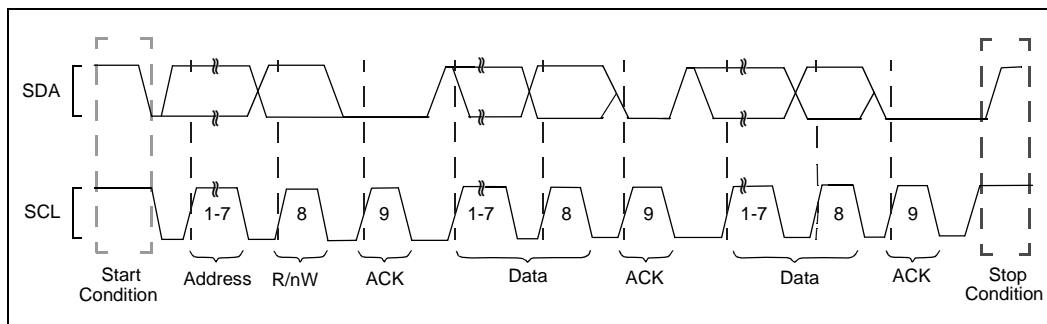 SDA
SCL
1-7
8
9
1-7
8
9
1-7
8
9
Start
Condition
Address
R/nW
ACK
Data
ACK
Data
ACK
Stop
Condition